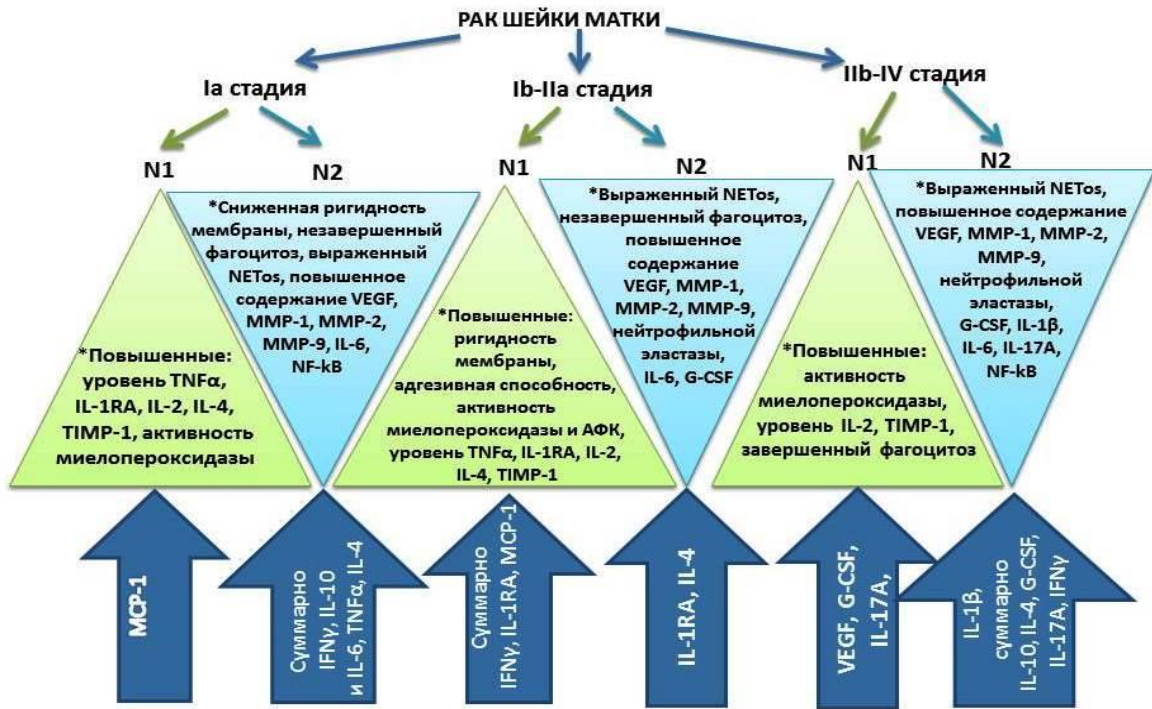 РАК ШЕЙКИ МАТКИ
Ia стадия
Ib-IIa стадия
IIb-IV стадия
N1
N2
N1
N2
N1
N2
*Повышенные:
уровень TNFα,
IL-1RA, IL-2, IL-4,
TIMP-1, активность
миелопероксидазы
*Сниженная ригидность
мембраны, незавершенный
фагоцитоз, выраженный
NETos, повышенное
содержание VEGF,
MMP-1, MMP-2,
MMP-9, IL-6,
NF-kB
*Повышенные:
ригидность
мембраны,
адгезивная способность,
активность
миелопероксидазы и АФК,
уровень TNFα, IL-1RA, IL-2,
IL-4, TIMP-1
*Выраженный NETos,
незавершенный фагоцитоз,
повышенное
содержание
VEGF, MMP-1,
MMP-2, MMP-9,
нейтрофильной
эластазы,
IL-6, G-CSF
*Повышенные:
активность
миелопероксидазы,
уровень IL-2, TIMP-1,
завершенный фагоцитоз
*Выраженный NETos,
повышенное содержание
VEGF, MMP-1, MMP-2,
MMP-9,
нейтрофильной
эластазы,
G-CSF, IL-1β,
IL-6, IL-17A,
NF-kB
MCP-1
Суммарно
IFNγ, IL-10
и IL-6, TNFα, IL-4
Суммарно
IFNγ, IL-1RA, MCP-1
IL-1RA, IL-4
VEGF, G-CSF,
IL-17A,
IL-1β,
суммарно
IL-10, IL-4, G-CSF,
IL-17A, IFNγ